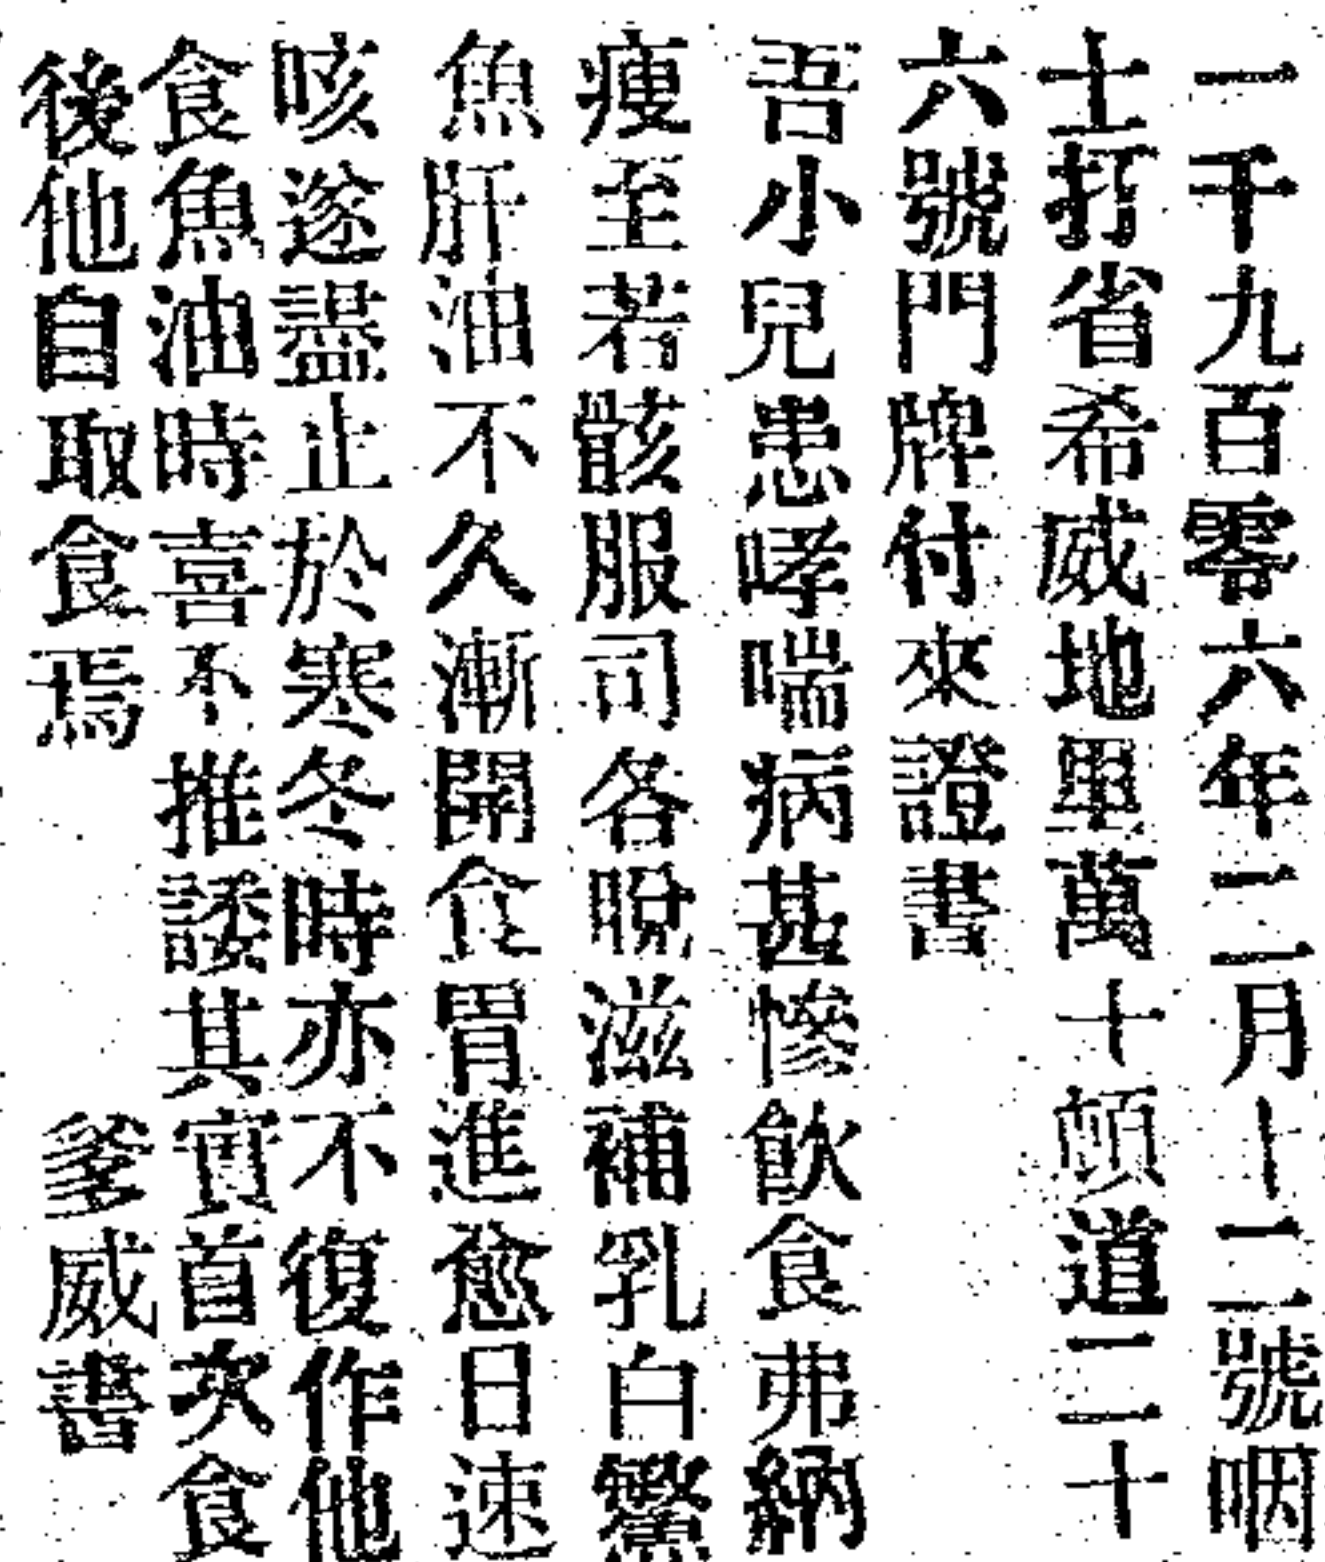 一千九百零六年二月十二號咽
士打省希威地里萬十頓道二十
六號門牌付來證書
吾小兒患哮喘病甚慘飲食弗納
瘦至若骸服司各脫滋補乳白鰵
魚肝油不久漸開食胃進愈日速
咳遂盡止於寒冬時亦不復作他
食魚油時喜不推諉其實首次食
後他自取食焉　爹威書